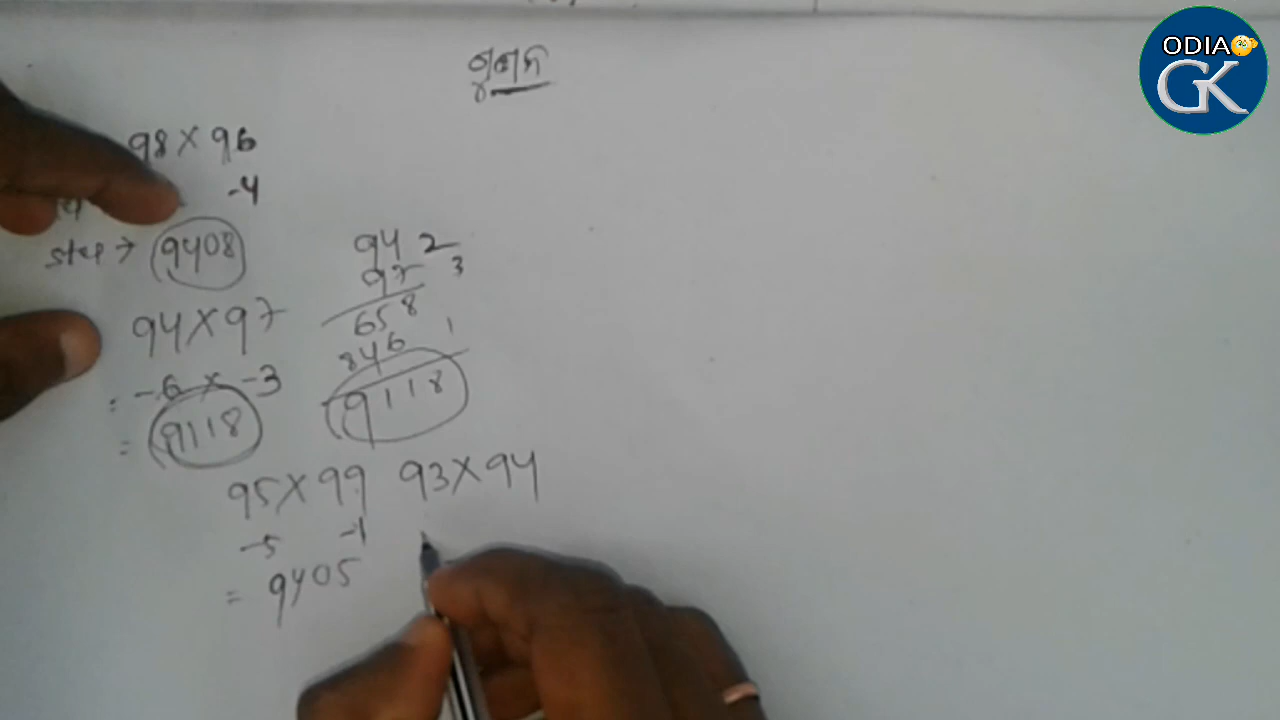 ଗୁଣନ
98 × 96
-4
step → 9408
94 × 97
= -6 × -3
= 9118
94 2
97 3
658
846 1
9118
95 × 99 93 × 94
-5 -1
= 9405
ODIA
GK